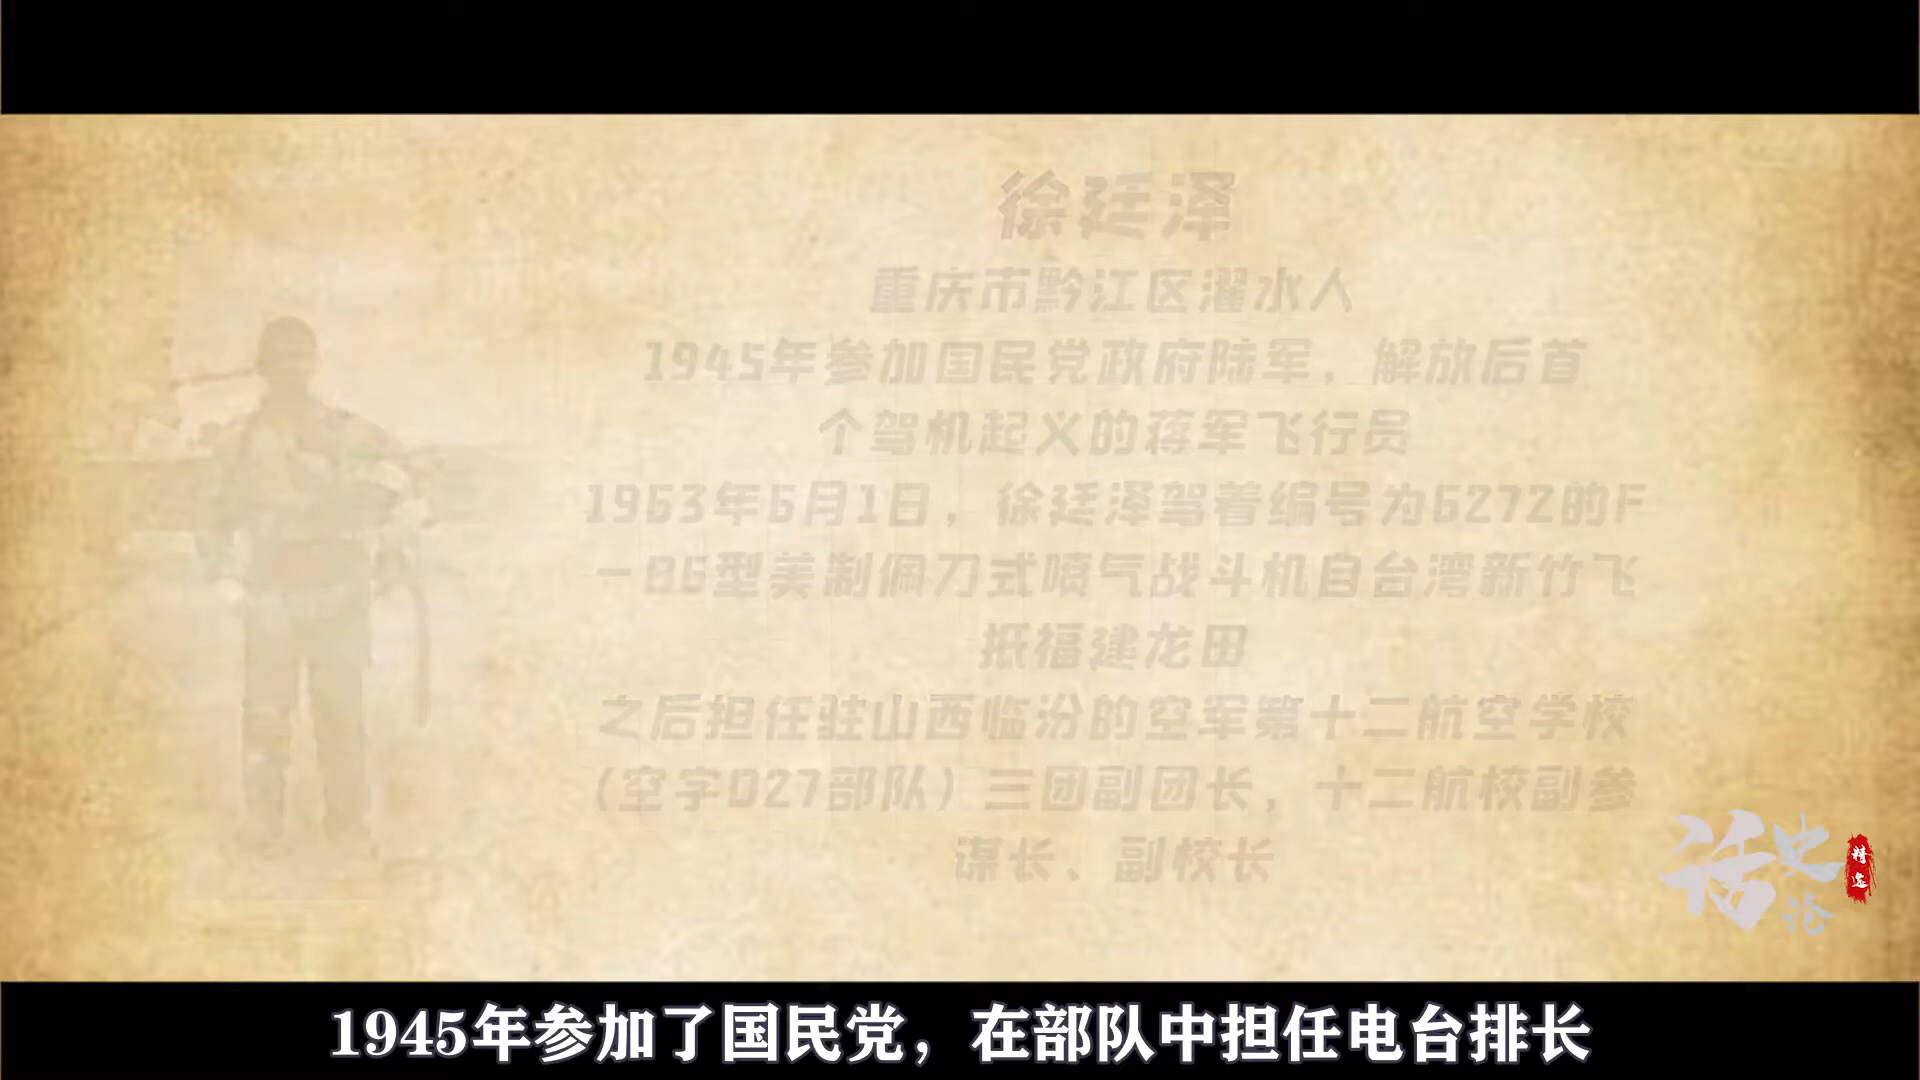 徐廷泽
重庆市黔江区濯水人
1945年参加国民党政府陆军，解放后首
个驾机起义的蒋军飞行员
1963年6月1日，徐廷泽驾着编号为6272的F
－86型美制佩刀式喷气战斗机自台湾新竹飞
抵福建龙田
之后担任驻山西临汾的空军第十二航空学校
(空字027部队）三团副团长，十二航校副参
谋长、副校长
话史论
精选
1945年参加了国民党，在部队中担任电台排长